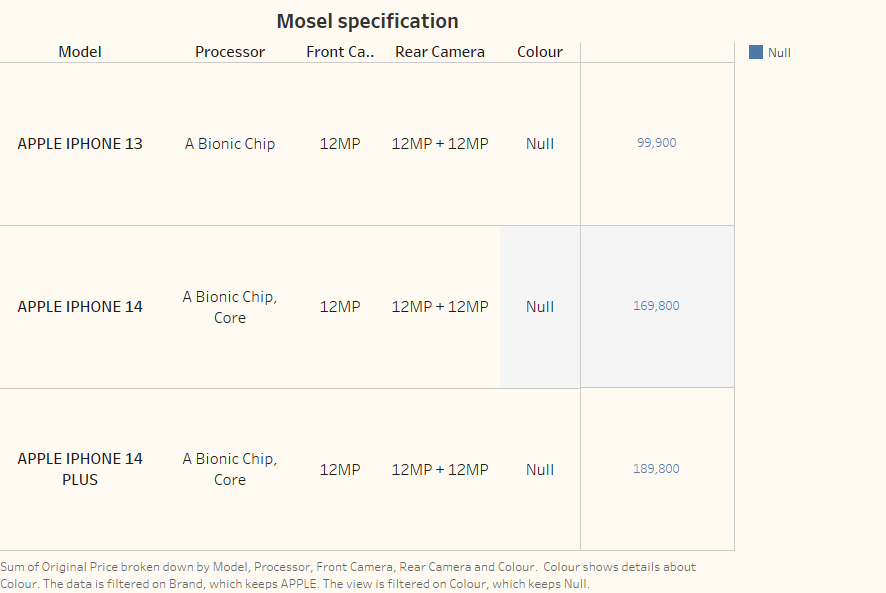 Mosel specification
Model Processor Front Ca.. Rear Camera Colour
Null
APPLE IPHONE 13 A Bionic Chip 12MP 12MP + 12MP Null 99,900
APPLE IPHONE 14 A Bionic Chip, Core 12MP 12MP + 12MP Null 169,800
APPLE IPHONE 14 PLUS A Bionic Chip, Core 12MP 12MP + 12MP Null 189,800
Sum of Original Price broken down by Model, Processor, Front Camera, Rear Camera and Colour. Colour shows details about
Colour. The data is filtered on Brand, which keeps APPLE. The view is filtered on Colour, which keeps Null.